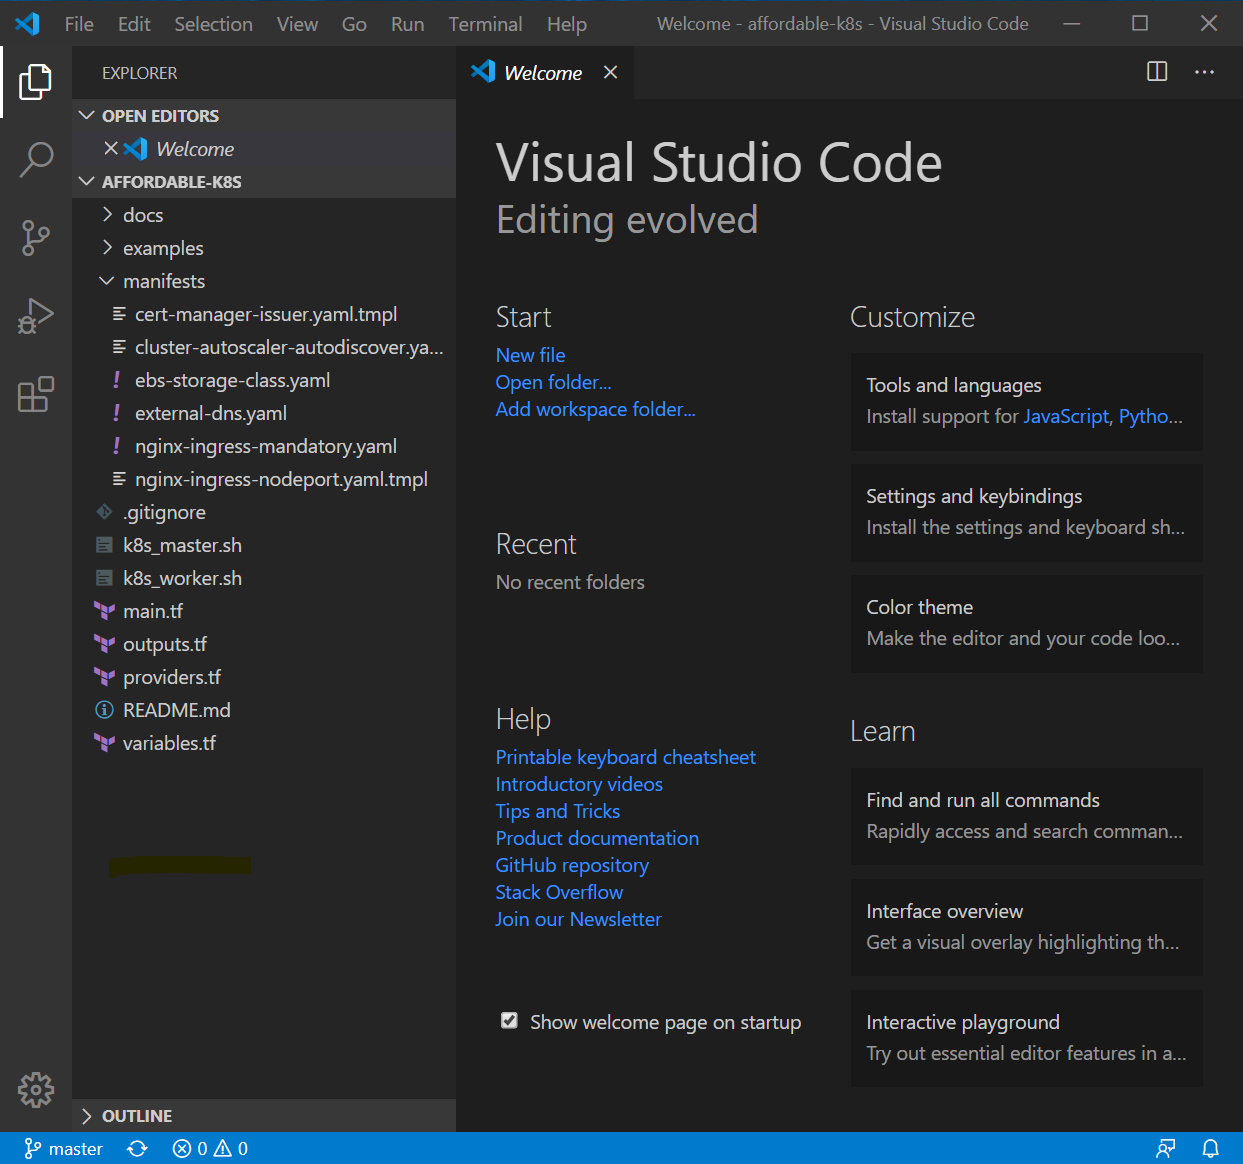 File Edit Selection View Go Run Terminal Help Welcome - affordable-k8s - Visual Studio Code
EXPLORER
OPEN EDITORS
Welcome
AFFORDABLE-K8S
docs
examples
manifests
cert-manager-issuer.yaml.tmpl
cluster-autoscaler-autodiscover.ya...
ebs-storage-class.yaml
external-dns.yaml
nginx-ingress-mandatory.yaml
nginx-ingress-nodeport.yaml.tmpl
.gitignore
k8s_master.sh
k8s_worker.sh
main.tf
outputs.tf
providers.tf
README.md
variables.tf
OUTLINE
Welcome
Visual Studio Code
Editing evolved
Start
New file
Open folder...
Add workspace folder...
Recent
No recent folders
Help
Printable keyboard cheatsheet
Introductory videos
Tips and Tricks
Product documentation
GitHub repository
Stack Overflow
Join our Newsletter
Show welcome page on startup
Customize
Tools and languages
Install support for JavaScript, Pytho...
Settings and keybindings
Install the settings and keyboard sh...
Color theme
Make the editor and your code loo...
Learn
Find and run all commands
Rapidly access and search comman...
Interface overview
Get a visual overlay highlighting th...
Interactive playground
Try out essential editor features in a...
master 0 0